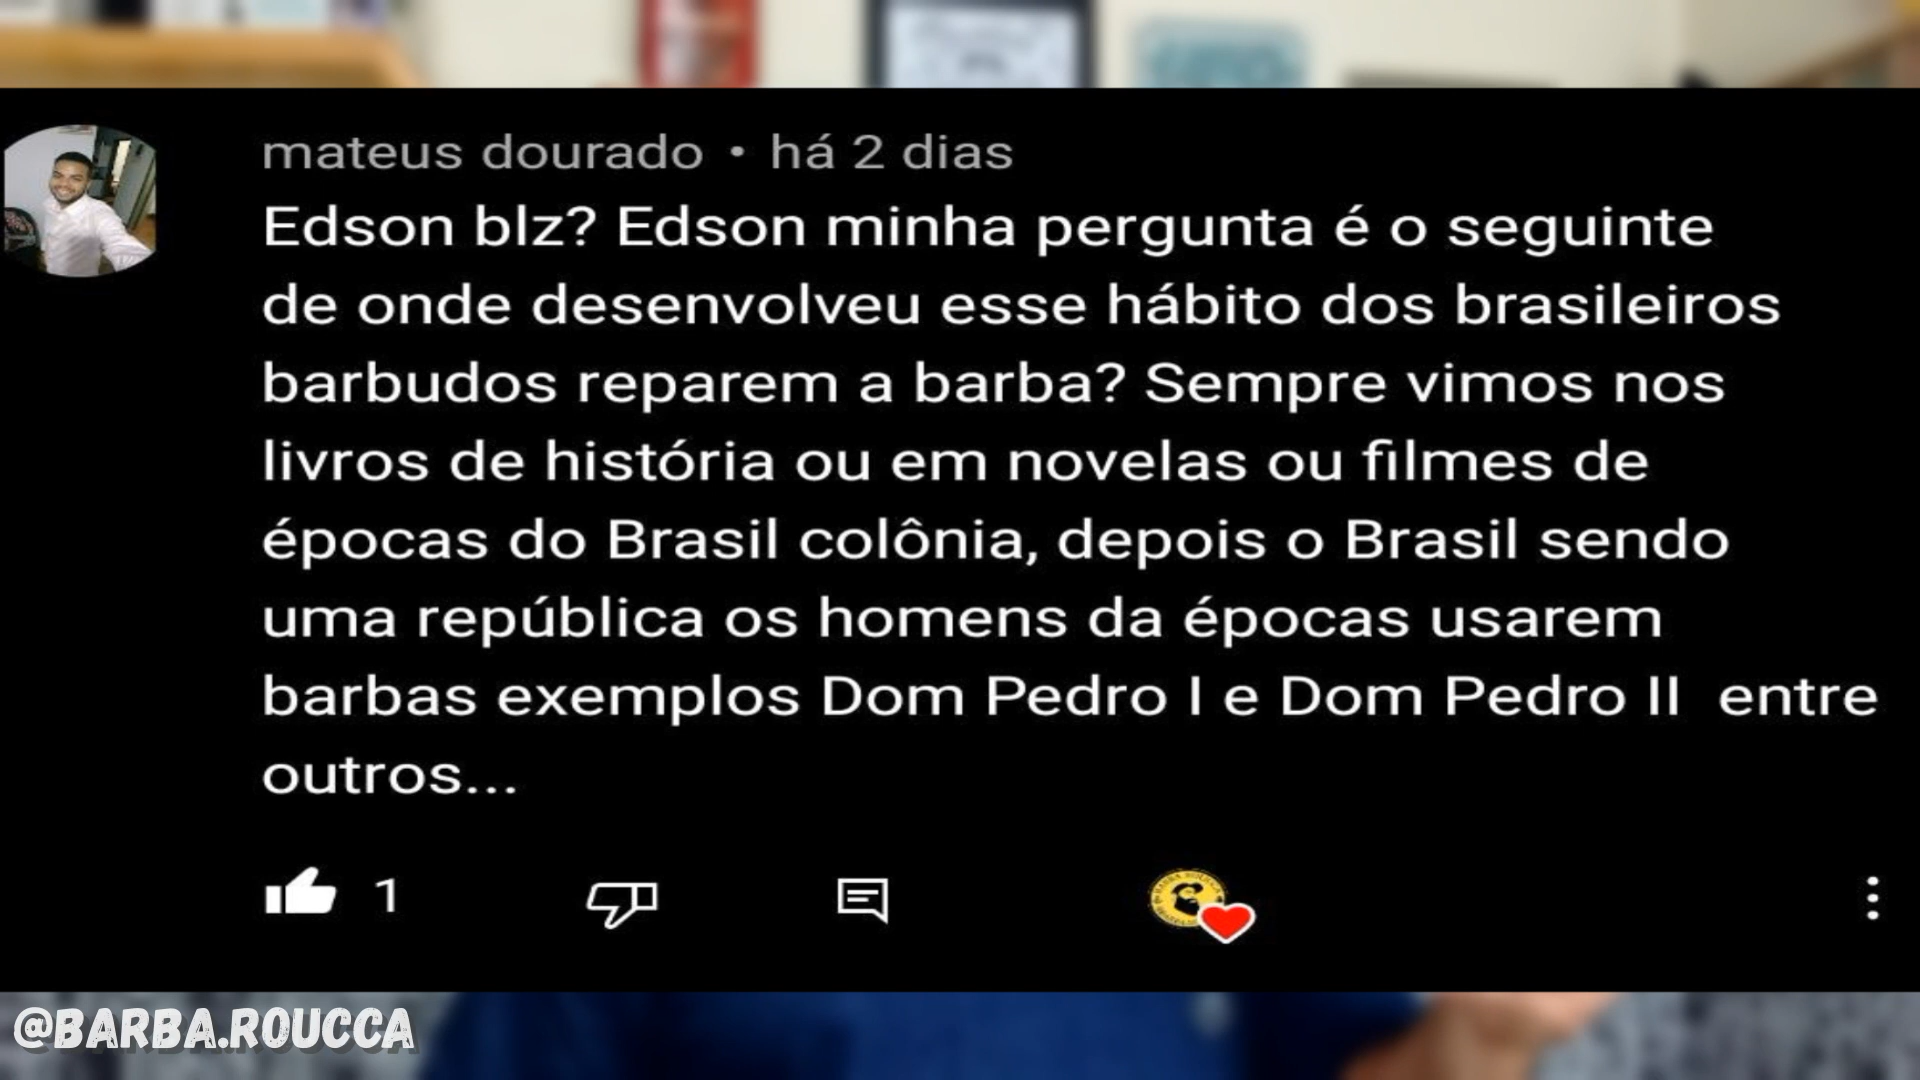 mateus dourado • há 2 dias
Edson blz? Edson minha pergunta é o seguinte
de onde desenvolveu esse hábito dos brasileiros
barbudos reparem a barba? Sempre vimos nos
livros de história ou em novelas ou filmes de
épocas do Brasil colônia, depois o Brasil sendo
uma república os homens da épocas usarem
barbas exemplos Dom Pedro I e Dom Pedro II entre
outros...
1
@BARBA.ROUCCA